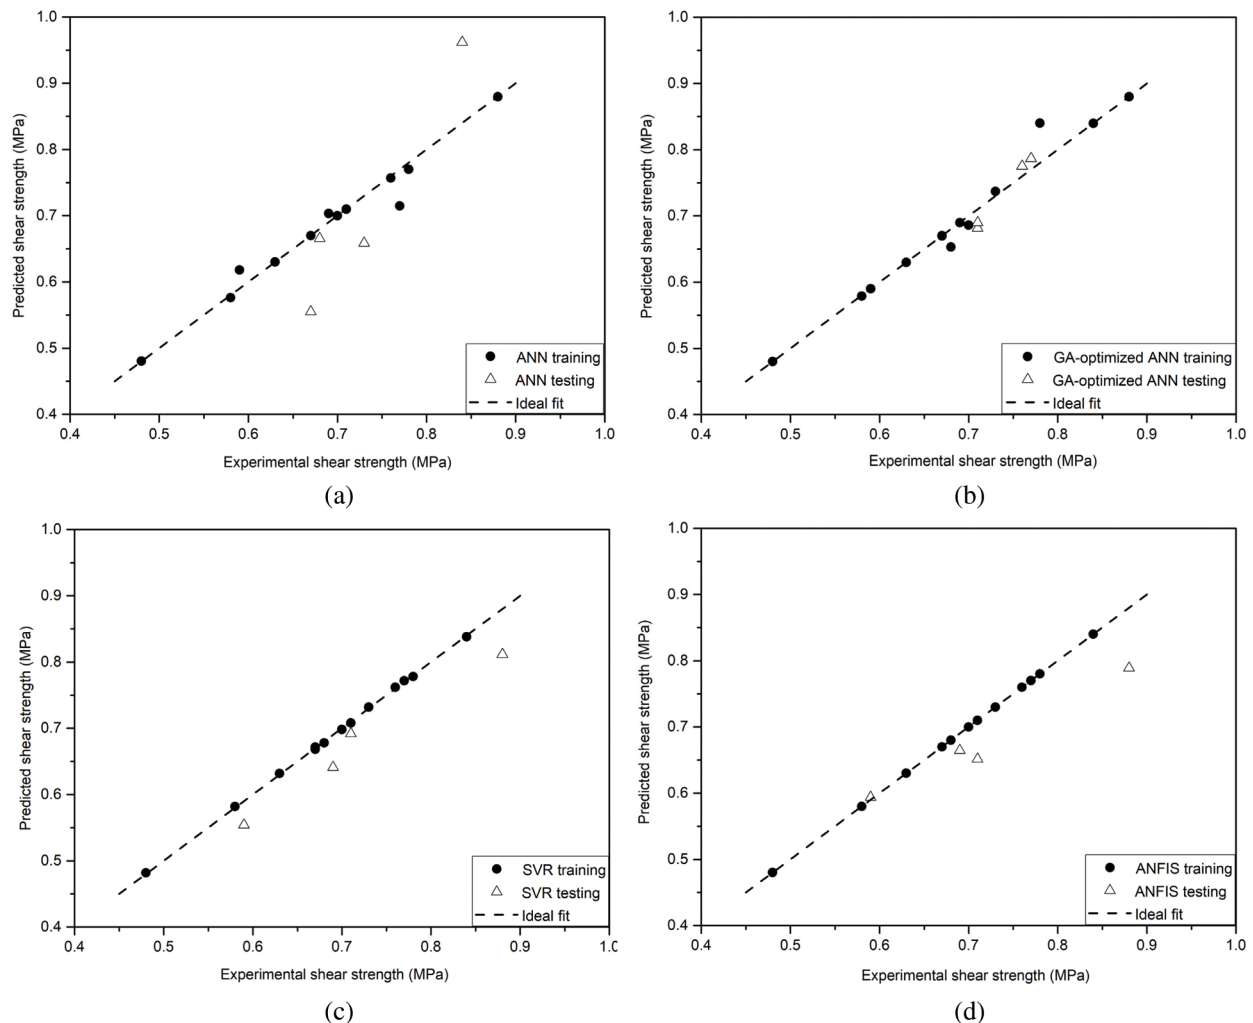 1.0
0.9
0.8
0.7
0.6
0.5
0.4
Predicted shear strength (MPa)
ANN training
ANN testing
Ideal fit
0.4 0.5 0.6 0.7 0.8 0.9 1.0
Experimental shear strength (MPa)
(a)
1.0
0.9
0.8
0.7
0.6
0.5
0.4
Predicted shear strength (MPa)
GA-optimized ANN training
GA-optimized ANN testing
Ideal fit
0.4 0.5 0.6 0.7 0.8 0.9 1.0
Experimental shear strength (MPa)
(b)
1.0
0.9
0.8
0.7
0.6
0.5
0.4
Predicted shear strength (MPa)
SVR training
SVR testing
Ideal fit
0.4 0.5 0.6 0.7 0.8 0.9 1.0
Experimental shear strength (MPa)
(c)
1.0
0.9
0.8
0.7
0.6
0.5
0.4
Predicted shear strength (MPa)
ANFIS training
ANFIS testing
Ideal fit
0.4 0.5 0.6 0.7 0.8 0.9 1.0
Experimental shear strength (MPa)
(d)